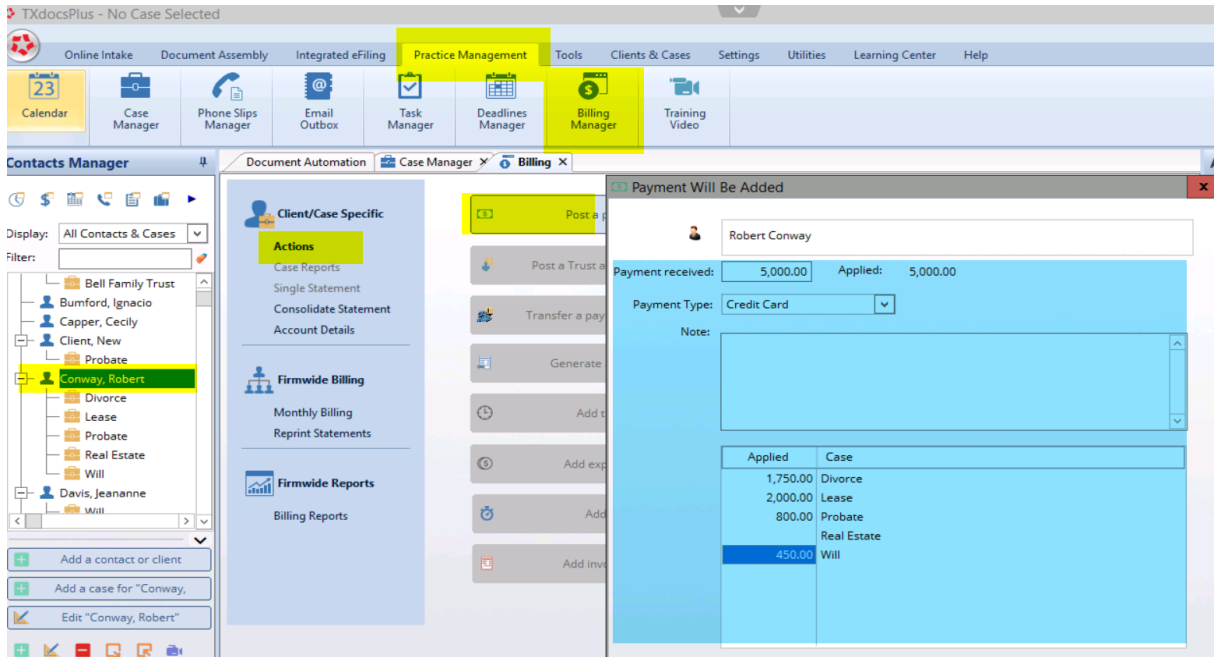 TXdocsPlus - No Case Selected
Online Intake Document Assembly Integrated eFiling Practice Management Tools Clients & Cases Settings Utilities Learning Center Help
23
Calendar
Case
Manager
Phone Slips
Manager
Email
Outbox
Task
Manager
Deadlines
Manager
Billing
Manager
Training
Video
Contacts Manager
Display: All Contacts & Cases
Filter:
Bell Family Trust
Bumford, Ignacio
Capper, Cecily
Client, New
Probate
Conway, Robert
Divorce
Lease
Probate
Real Estate
Will
Davis, Jeananne
Will
Add a contact or client
Add a case for "Conway,
Edit "Conway, Robert"
Document Automation Case Manager Billing
Client/Case Specific
Actions
Case Reports
Single Statement
Consolidate Statement
Account Details
Firmwide Billing
Monthly Billing
Reprint Statements
Firmwide Reports
Billing Reports
Post a p
Post a Trust a
Transfer a pay
Generate
Add t
Add exp
Add
Add invo
Payment Will Be Added
Robert Conway
Payment received: 5,000.00 Applied: 5,000.00
Payment Type: Credit Card
Note:
Applied Case
1,750.00 Divorce
2,000.00 Lease
800.00 Probate
Real Estate
450.00 Will